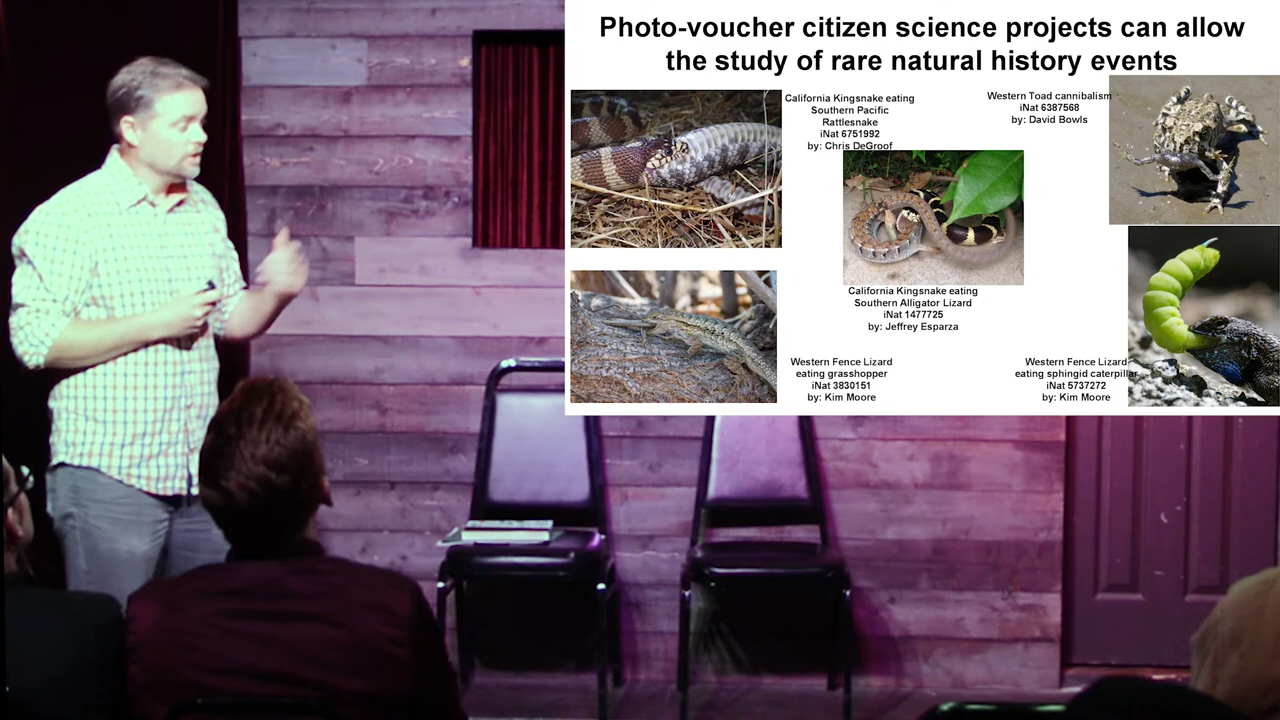 Photo-voucher citizen science projects can allow
the study of rare natural history events
California Kingsnake eating
Southern Pacific
Rattlesnake
iNat 6751992
by: Chris DeGroof
Western Toad cannibalism
iNat 6387568
by: David Bowls
California Kingsnake eating
Southern Alligator Lizard
iNat 1477725
by: Jeffrey Esparza
Western Fence Lizard
eating grasshopper
iNat 3830151
by: Kim Moore
Western Fence Lizard
eating sphingid caterpillar
iNat 5737272
by: Kim Moore